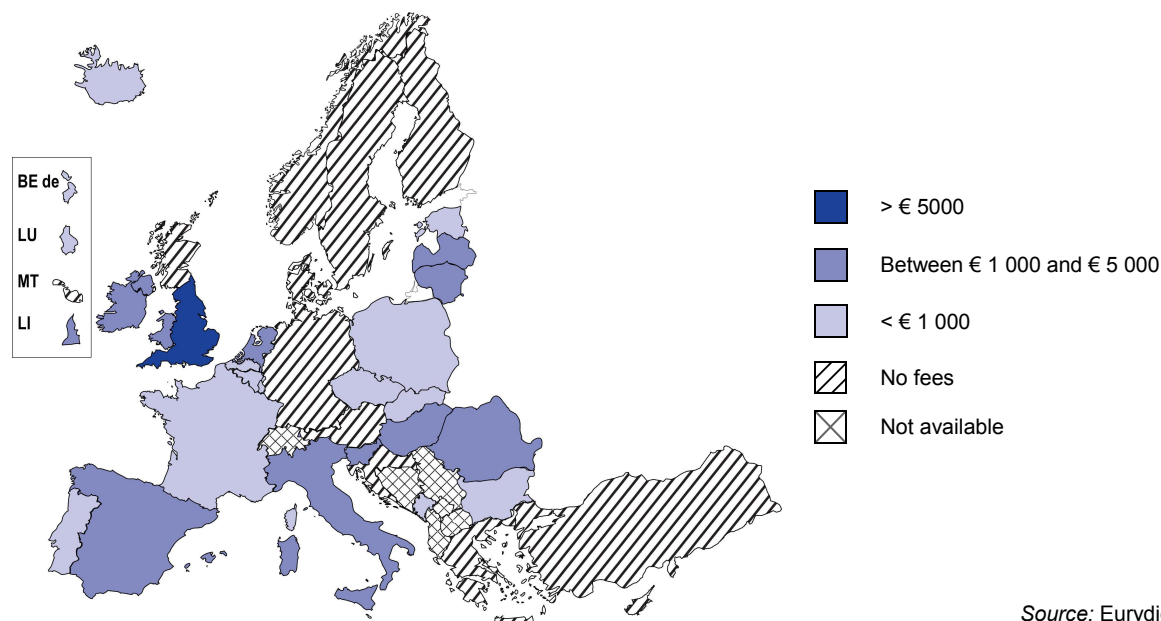 BE de
LU
MT
LI
> € 5000
Between € 1 000 and € 5 000
< € 1 000
No fees
Not available
Source: